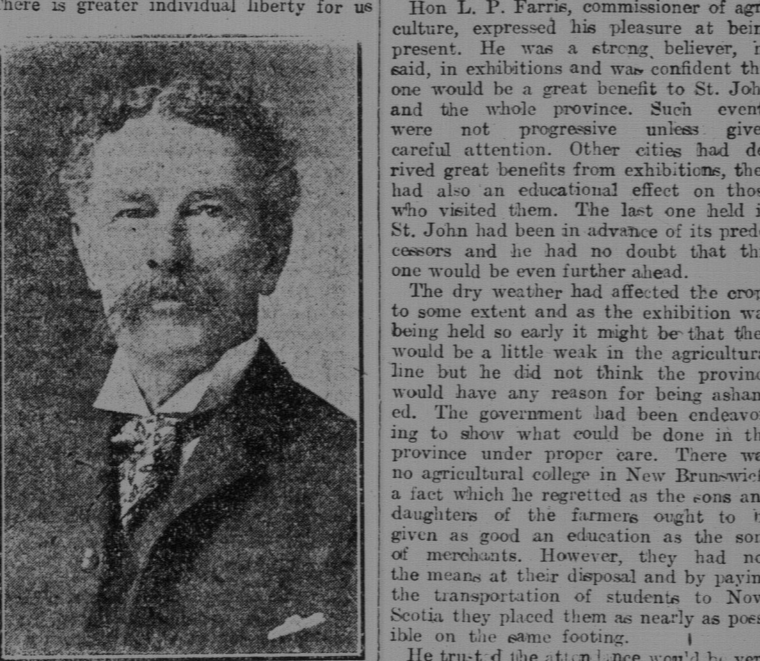 here is greater individual liberty for us
Hon L. P. Farris, commissioner of agr
culture, expressed his pleasure at bein
present. He was a strong believer,
said, in exhibitions and was confident th
one would be a great benefit to St. Joh
and the whole province. Such event
were not progressive unless give
careful attention. Other cities had de
rived great benefits from exhibitions, the
had also an educational effect on thos
who visited them. The last one held i
St. John had been in advance of its pred
cessors and he had no doubt that th
one would be even further ahead.
The dry weather had affected the crop
to some extent and as the exhibition wa
being held so early it might be that the
would be a little weak in the agricultur
line but he did not think the provinc
would have any reason for being asham
ed. The government had been endeavo
ing to show what could be done in th
province under proper care. There wa
no agricultural college in New Brunswick
a fact which he regretted as the sons an
daughters of the farmers ought to
given as good an education as the son
of merchants. However, they had no
the means at their disposal and by payin
the transportation of students to Nov
Scotia they placed them as nearly as poss
ible on the same footing.
He the